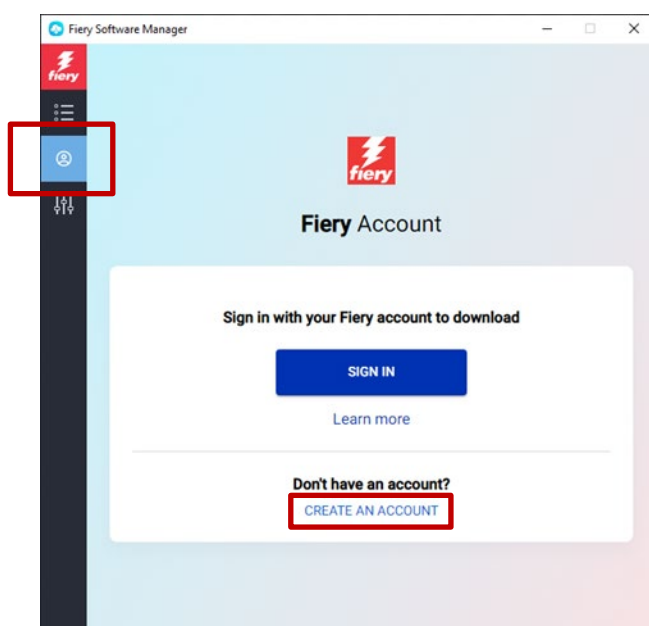 Fiery Software Manager
fiery
fiery
Fiery Account
Sign in with your Fiery account to download
SIGN IN
Learn more
Don't have an account?
CREATE AN ACCOUNT